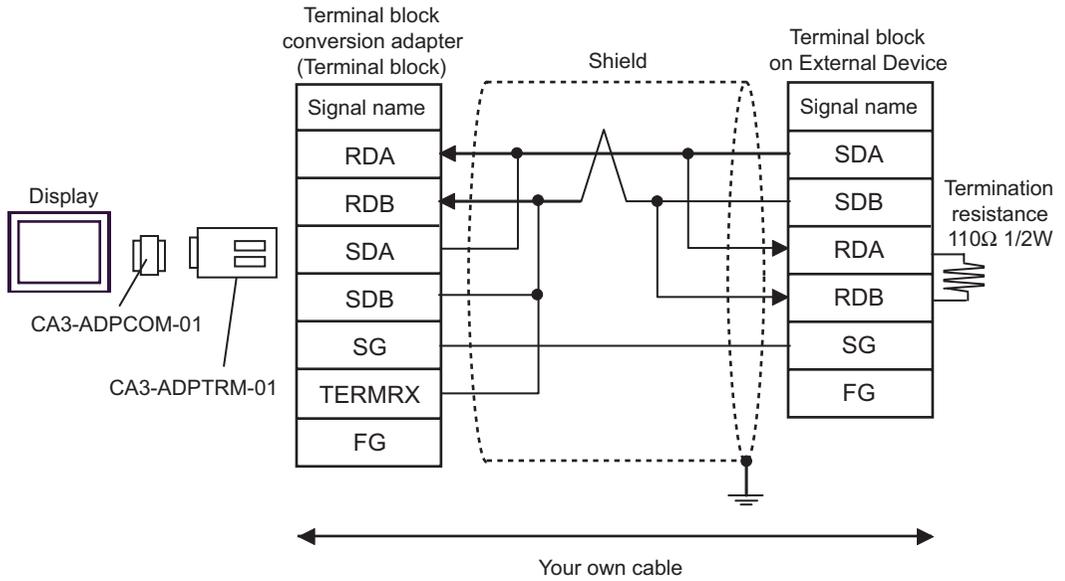 Terminal block
conversion adapter
(Terminal block)
Shield
Terminal block
on External Device
Signal name
RDA
RDB
SDA
SDB
SG
TERMRX
FG
Signal name
SDA
SDB
RDA
RDB
SG
FG
Termination
resistance
110Ω 1/2W
Display
CA3-ADPCOM-01
CA3-ADPTRM-01
Your own cable